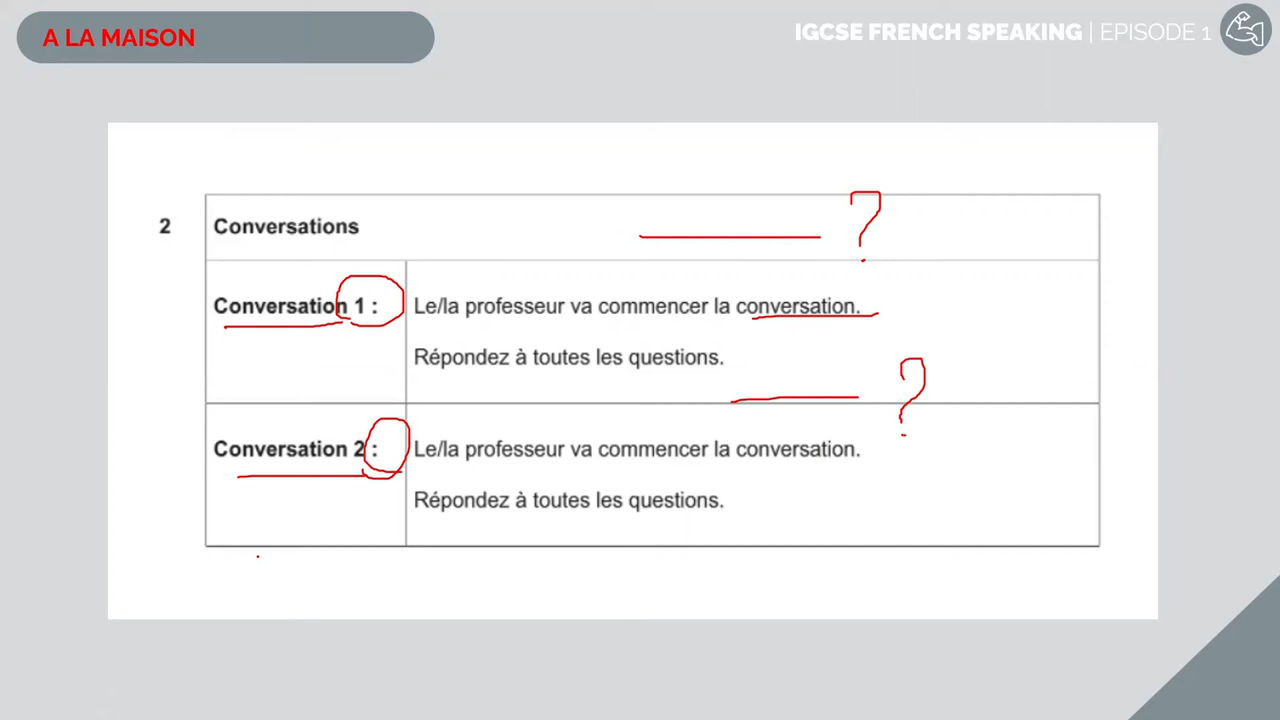 A LA MAISON
IGCSE FRENCH SPEAKING | EPISODE 1
2 Conversations
?
Conversation 1 : Le/la professeur va commencer la conversation.
Répondez à toutes les questions.
?
Conversation 2 : Le/la professeur va commencer la conversation.
Répondez à toutes les questions.